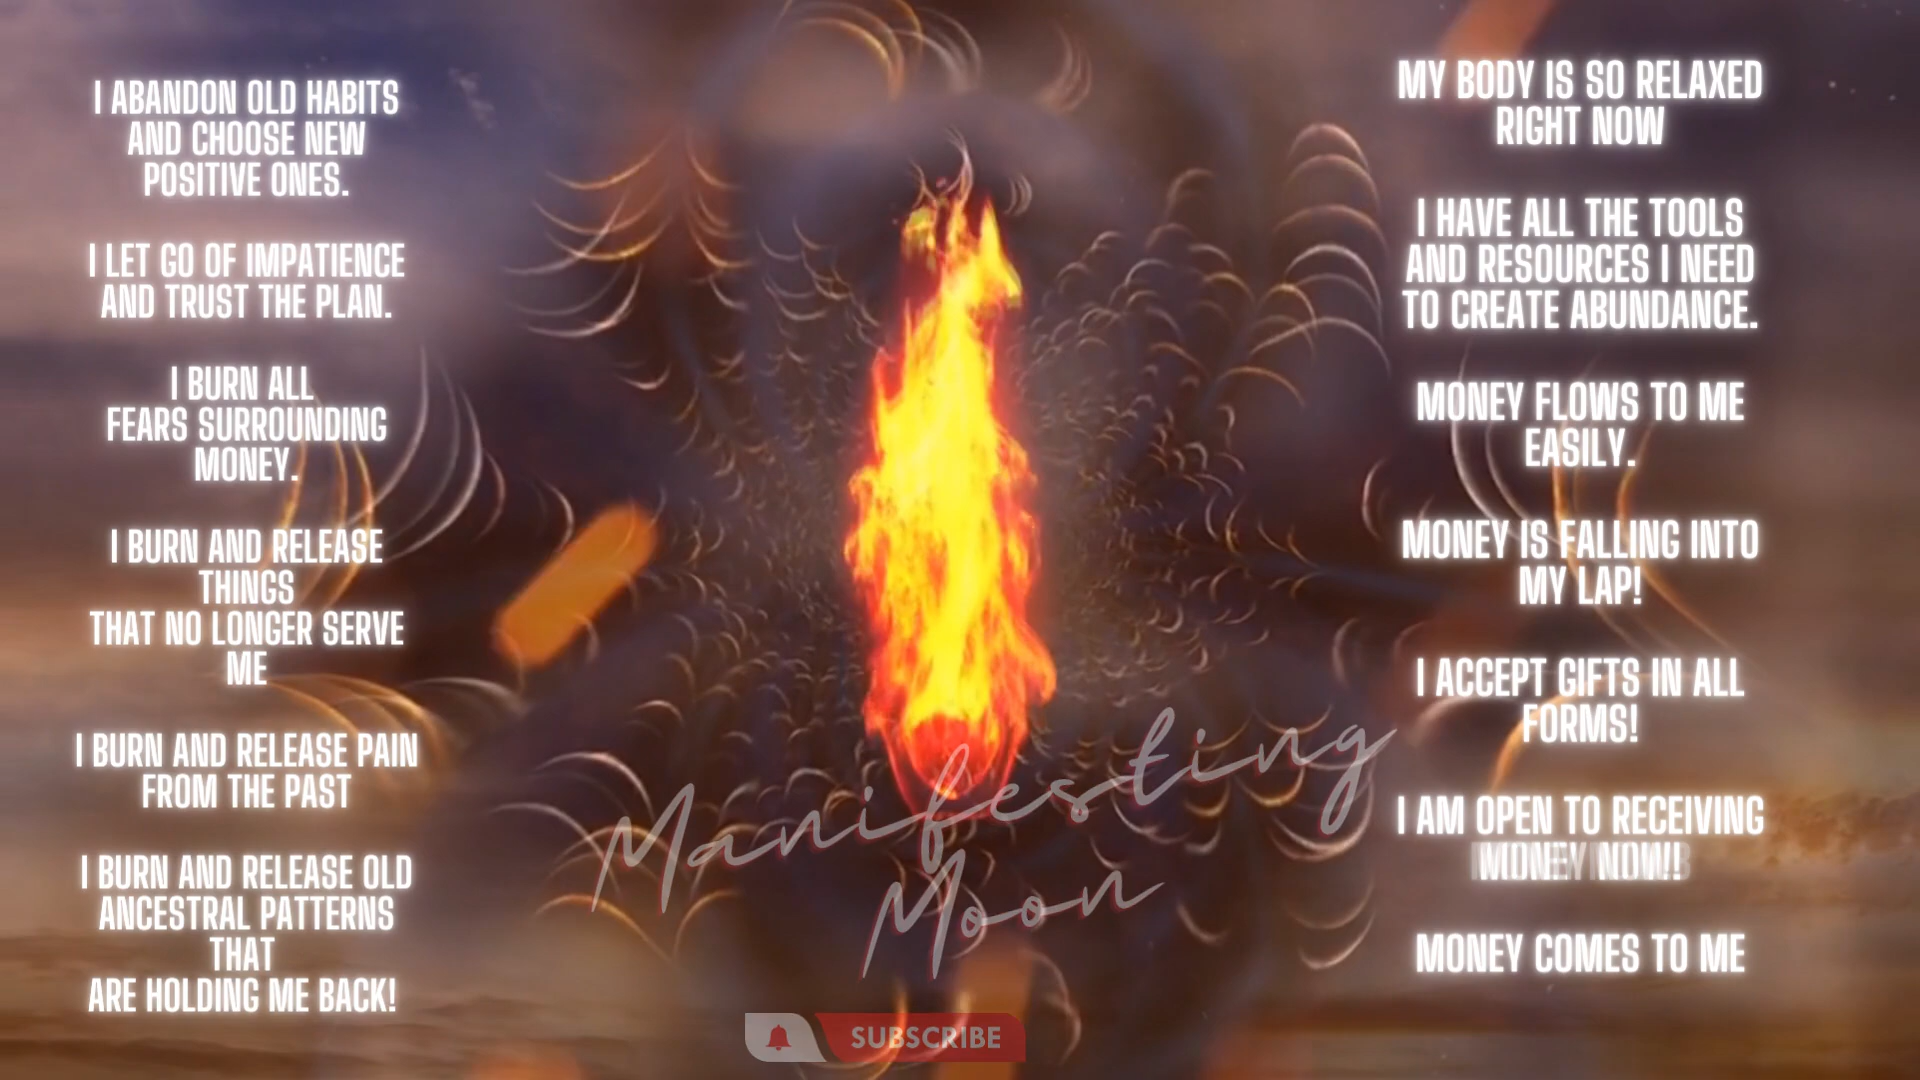 I ABANDON OLD HABITS
AND CHOOSE NEW
POSITIVE ONES.
I LET GO OF IMPATIENCE
AND TRUST THE PLAN.
I BURN ALL
FEARS SURROUNDING
MONEY.
I BURN AND RELEASE
THINGS
THAT NO LONGER SERVE
ME
I BURN AND RELEASE PAIN
FROM THE PAST
I BURN AND RELEASE OLD
ANCESTRAL PATTERNS
THAT
ARE HOLDING ME BACK!
MY BODY IS SO RELAXED
RIGHT NOW
I HAVE ALL THE TOOLS
AND RESOURCES I NEED
TO CREATE ABUNDANCE.
MONEY FLOWS TO ME
EASILY.
MONEY IS FALLING INTO
MY LAP!
I ACCEPT GIFTS IN ALL
FORMS!
I AM OPEN TO RECEIVING
MONEY NOW!!
MONEY COMES TO ME
Manifesting
Moon
SUBSCRIBE